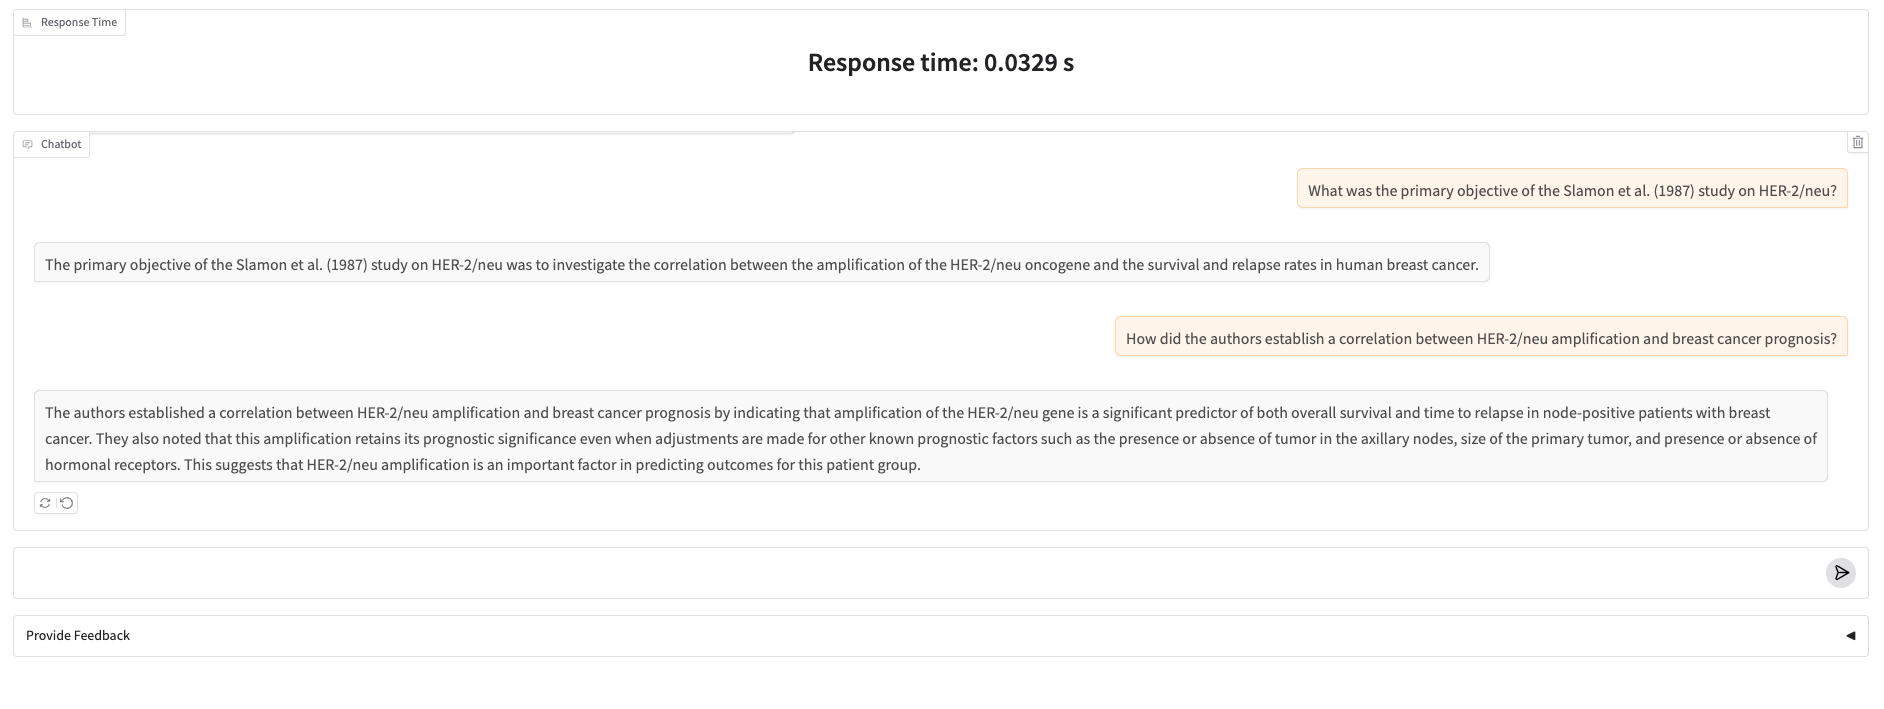 Response Time
Response time: 0.0329 s
Chatbot
What was the primary objective of the Slamon et al. (1987) study on HER-2/neu?
The primary objective of the Slamon et al. (1987) study on HER-2/neu was to investigate the correlation between the amplification of the HER-2/neu oncogene and the survival and relapse rates in human breast cancer.
How did the authors establish a correlation between HER-2/neu amplification and breast cancer prognosis?
The authors established a correlation between HER-2/neu amplification and breast cancer prognosis by indicating that amplification of the HER-2/neu gene is a significant predictor of both overall survival and time to relapse in node-positive patients with breast
cancer. They also noted that this amplification retains its prognostic significance even when adjustments are made for other known prognostic factors such as the presence or absence of tumor in the axillary nodes, size of the primary tumor, and presence or absence of
hormonal receptors. This suggests that HER-2/neu amplification is an important factor in predicting outcomes for this patient group.
Provide Feedback